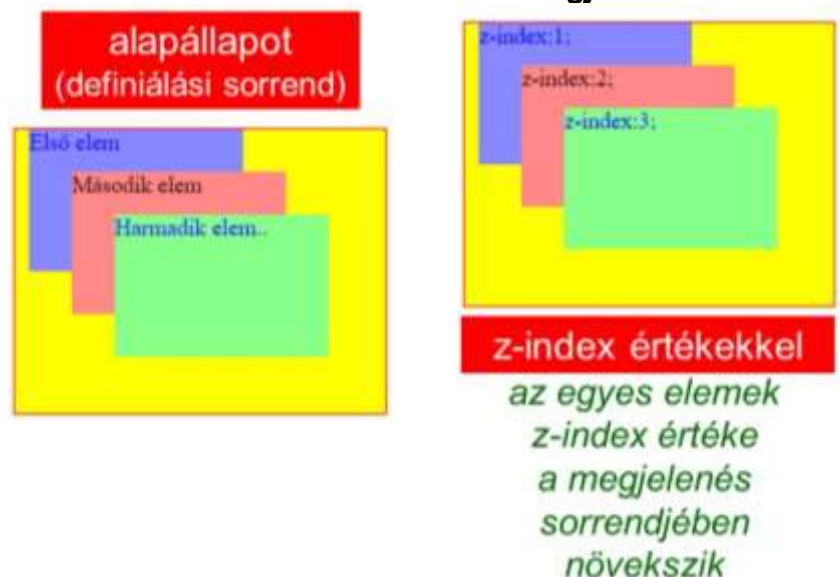 alapállapot
(definiálási sorrend)
Első elem
Második elem
Harmadik elem..
z-index:1;
z-index:2;
z-index:3;
z-index értékekkel
az egyes elemek
z-index értéke
a megjelenés
sorrendjében
növekszik